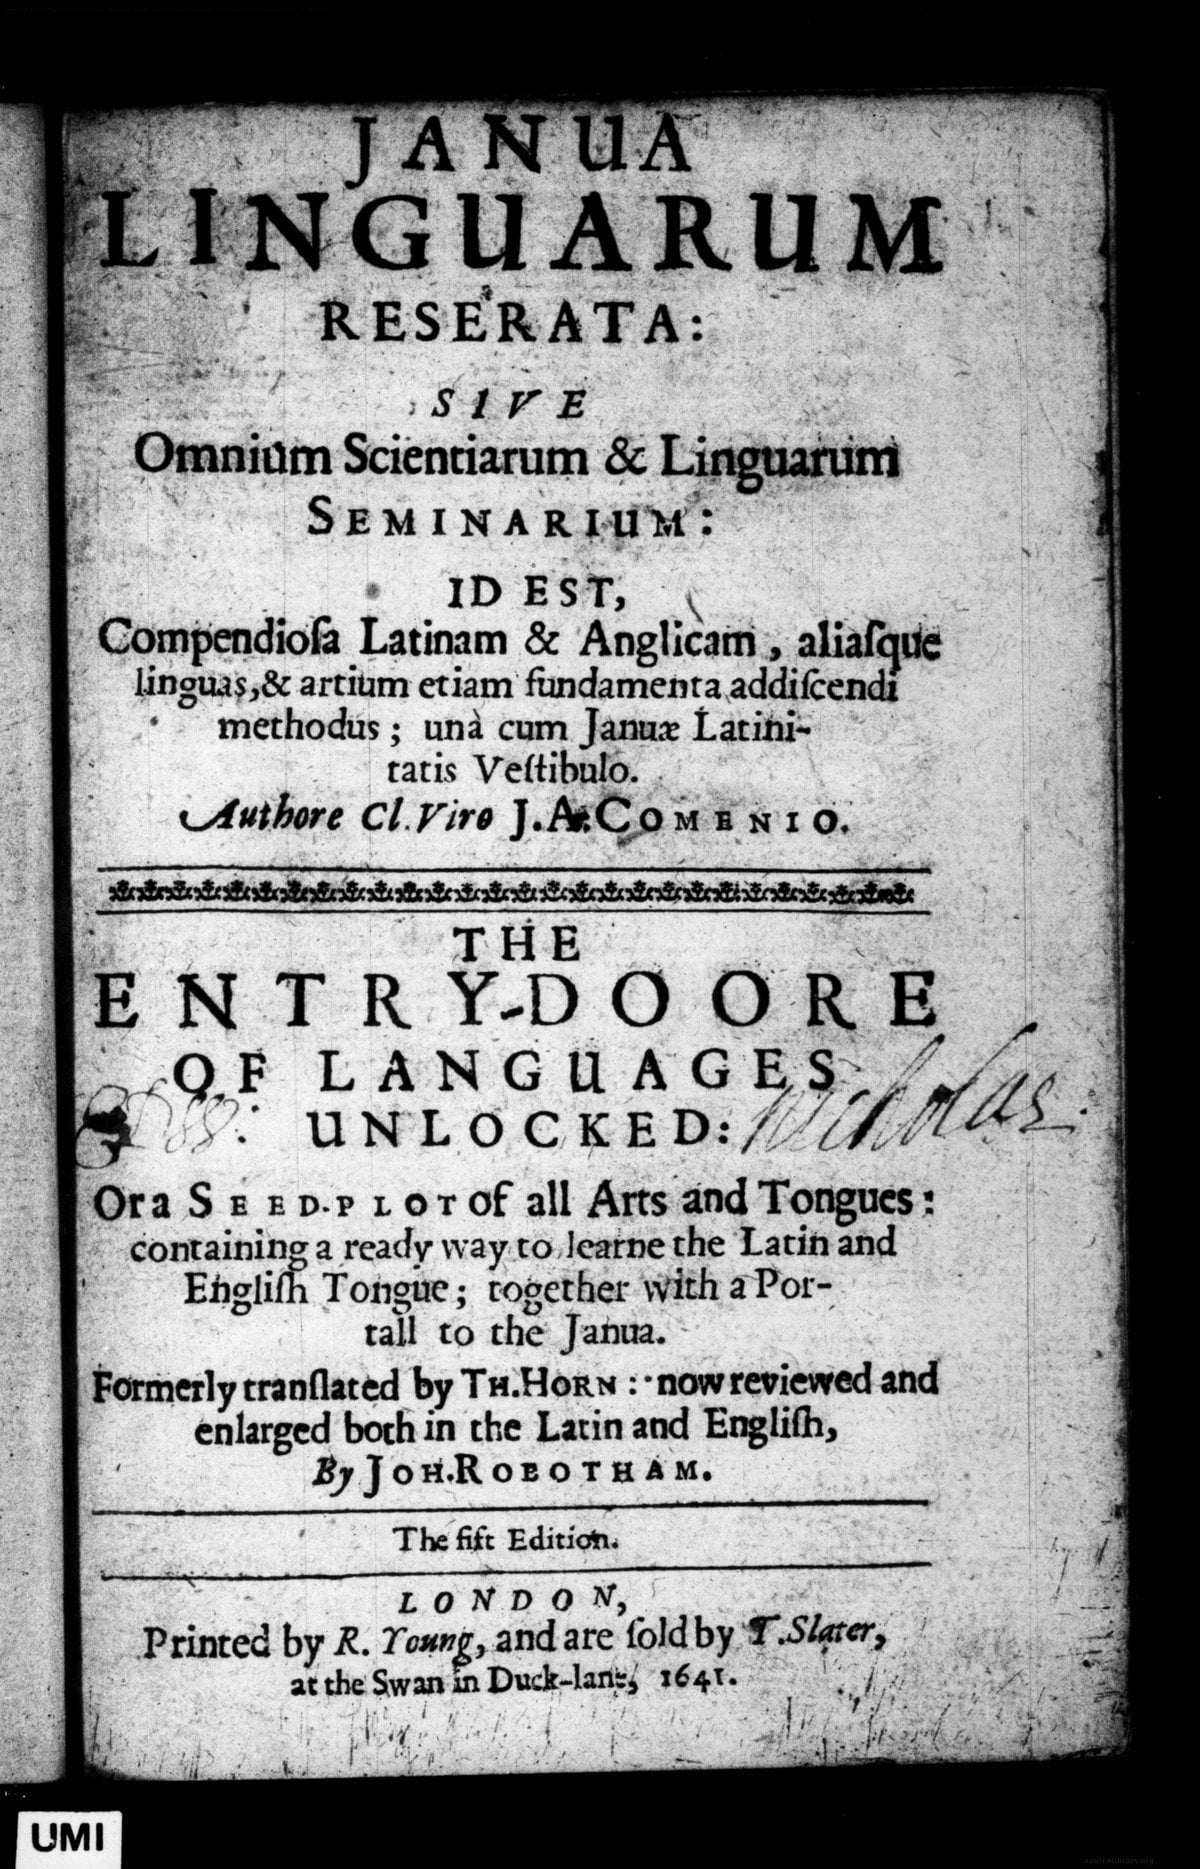 JANUA
LINGUARUM
RESERATA:
SIVE
Omnium Scientiarum & Linguarum
SEMINARIUM:
ID EST,
Compendioſa Latinam & Anglicam, aliaſque
linguas, & artium etiam fundamenta addiſcendi
methodus; unà cum Januæ Latini-
tatis Veſtibulo.
Authore Cl. Viro J. A. COMENIO.
THE
ENTRY-DOORE
OF LANGUAGES
UNLOCKED:
Nicholas
Or a SEED-PLOT of all Arts and Tongues:
containing a ready way to learne the Latin and
Engliſh Tongue; together with a Por-
tall to the Janua.
Formerly tranſlated by TH. HORN: now reviewed and
enlarged both in the Latin and Engliſh,
By JOH. ROBOTHAM.
The fift Edition.
LONDON,
Printed by R. Young, and are ſold by T. Slater,
at the Swan in Duck-lane, 1641.
UMI
sourcelibrary.org